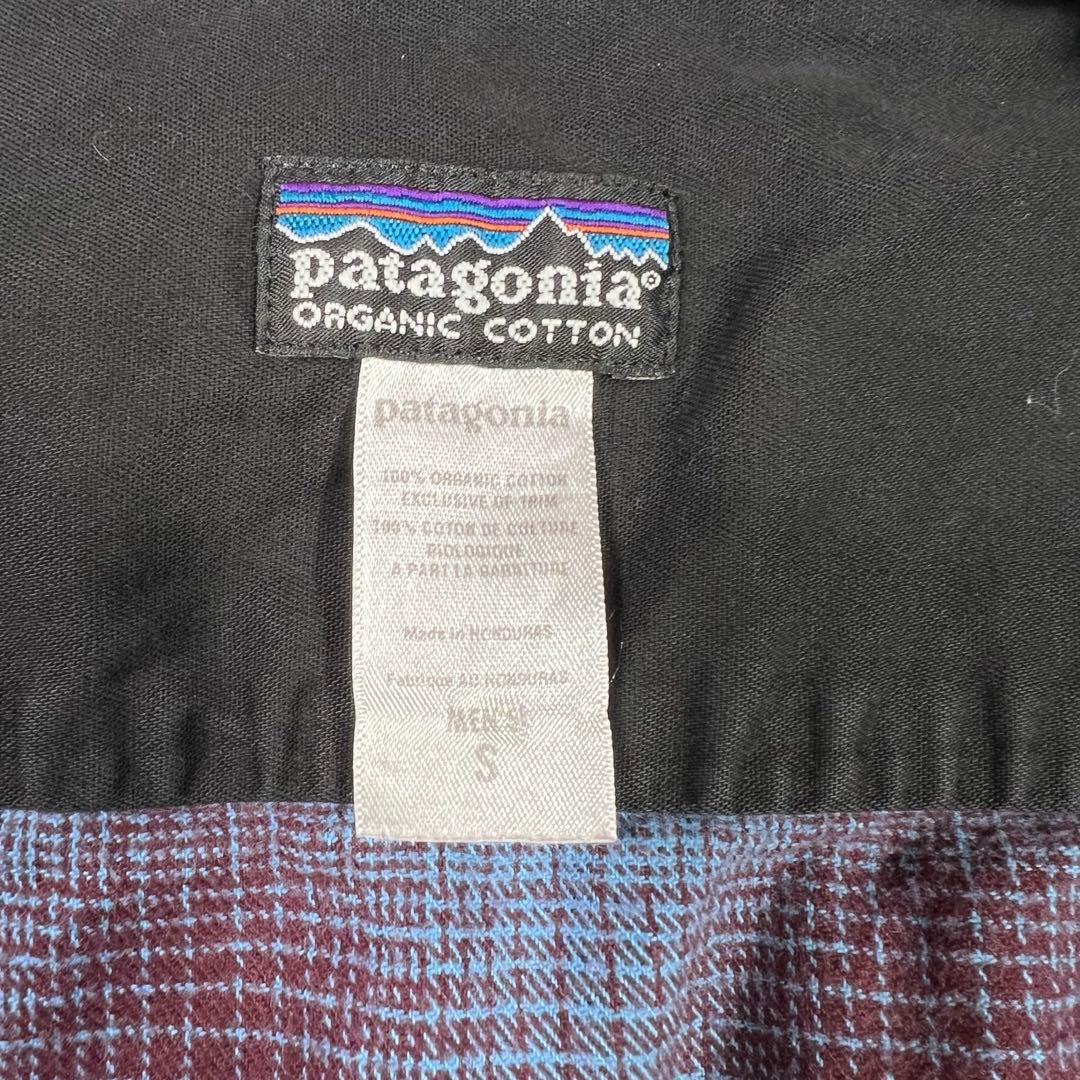 patagonia®
ORGANIC COTTON
patagonia
100% ORGANIC COTTON
EXCLUSIVE OF TRIM
100% COTON DE CULTURE
BIOLOGIQUE
A PART LA GARNITURE
Made in HONDURAS
Fabrique AU HONDURAS
MEN'S
S